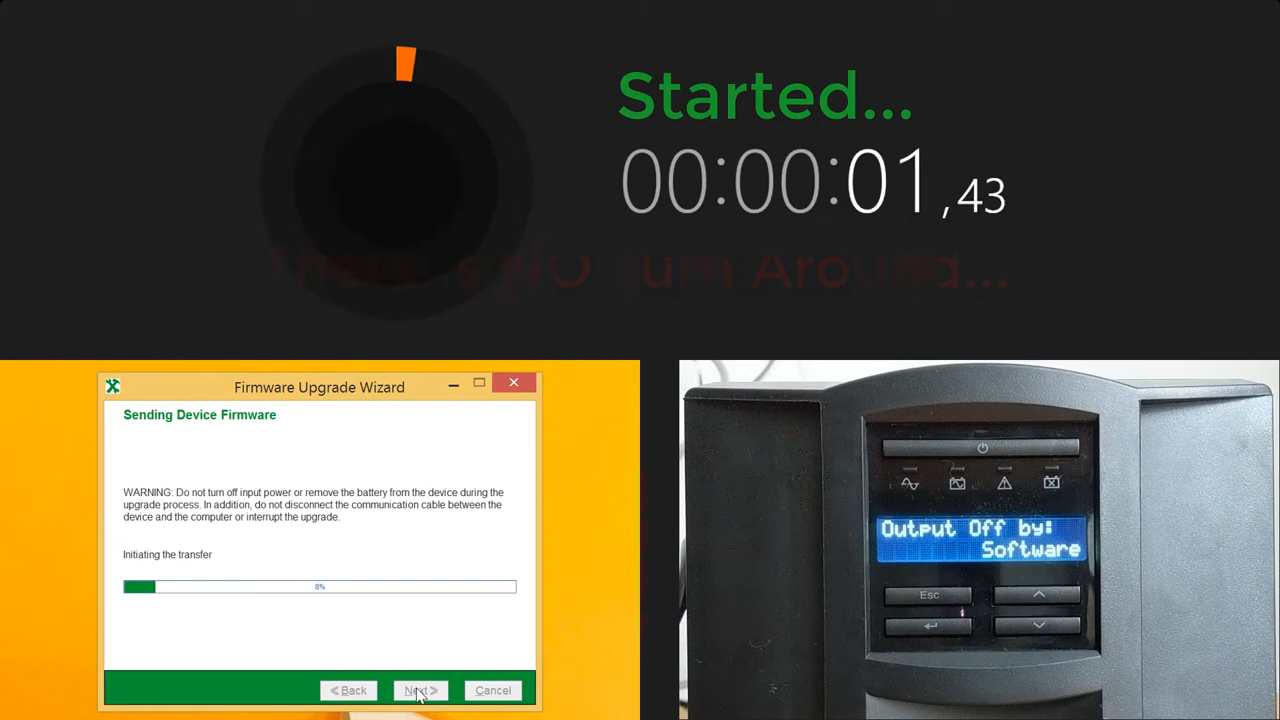 Started...
00:00:01,43
Firmware Upgrade Wizard
Sending Device Firmware
WARNING: Do not turn off input power or remove the battery from the device during the
upgrade process. In addition, do not disconnect the communication cable between the
device and the computer or interrupt the upgrade.
Initiating the transfer
8%
Back
Next
Cancel
Output Off by:
Software
Esc